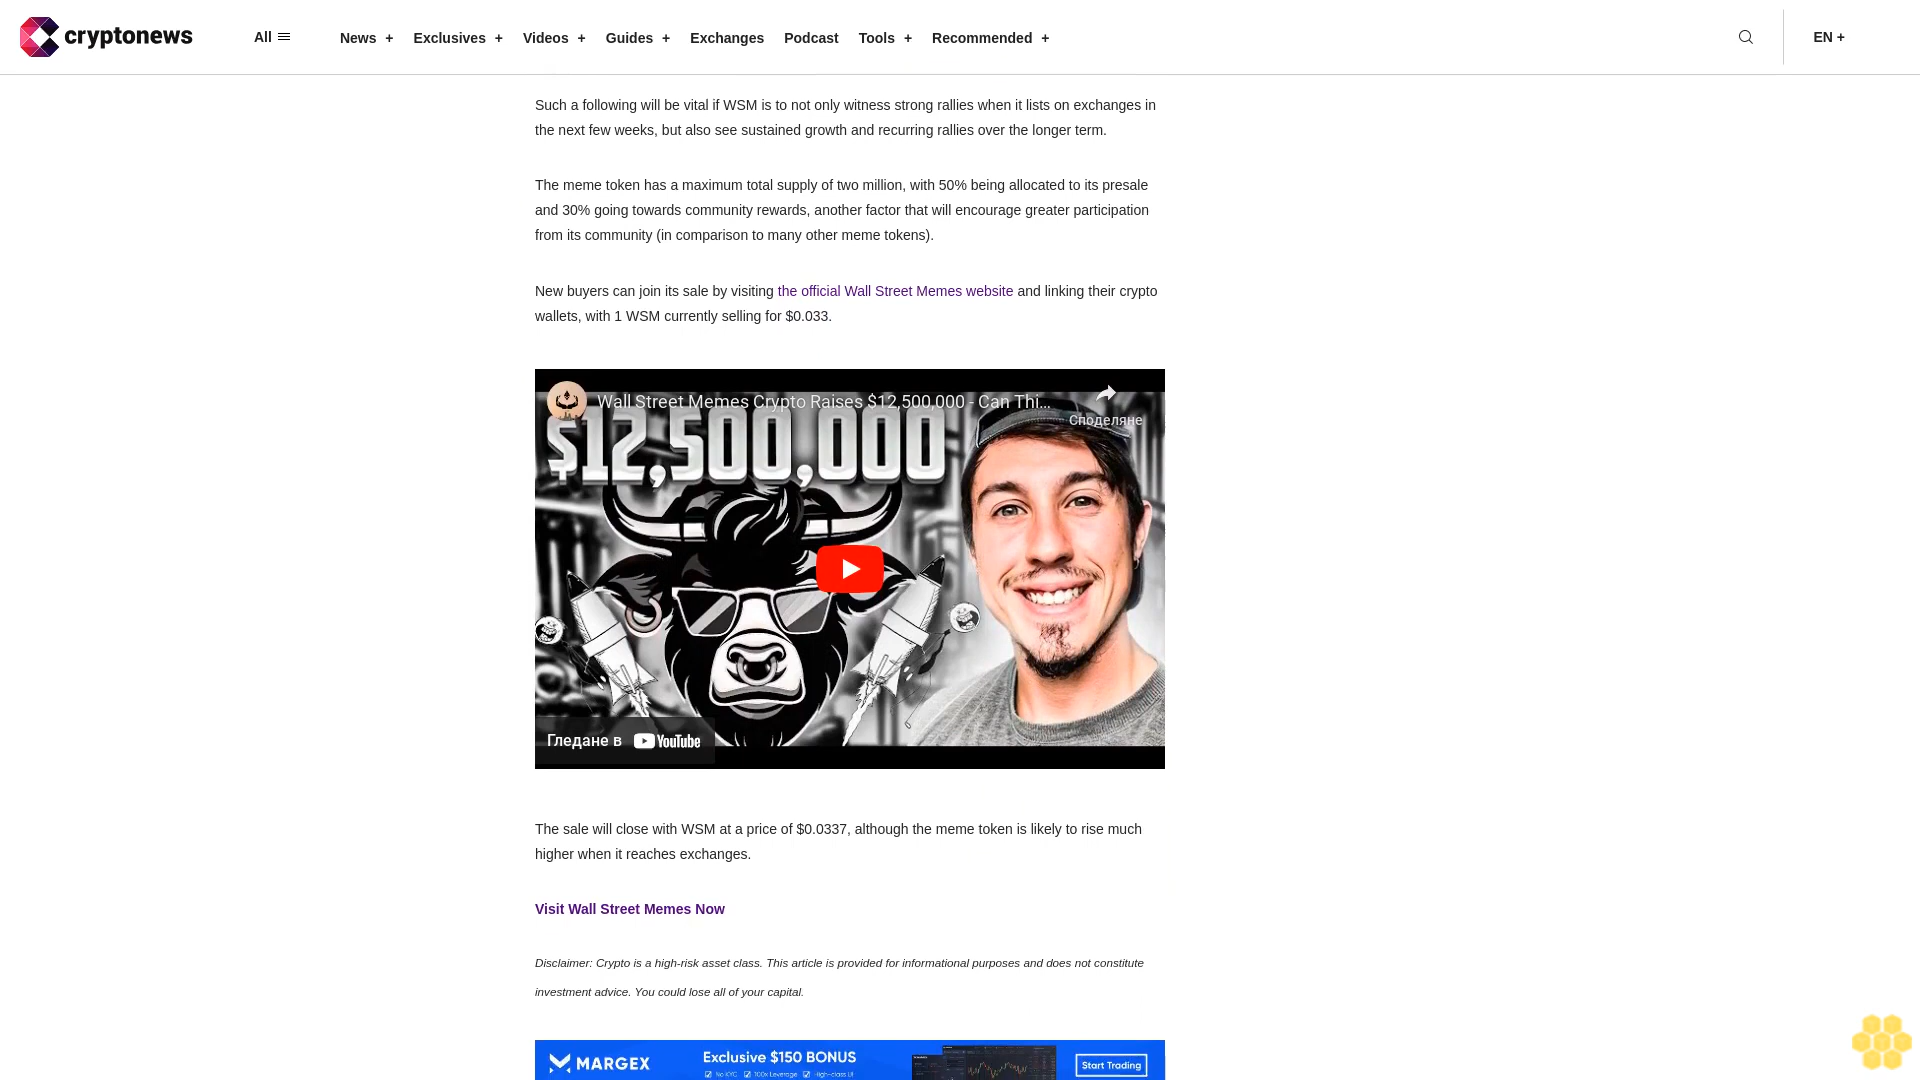 cryptonews
All
News + Exclusives + Videos + Guides + Exchanges Podcast Tools + Recommended +
EN +
Such a following will be vital if WSM is to not only witness strong rallies when it lists on exchanges in
the next few weeks, but also see sustained growth and recurring rallies over the longer term.
The meme token has a maximum total supply of two million, with 50% being allocated to its presale
and 30% going towards community rewards, another factor that will encourage greater participation
from its community (in comparison to many other meme tokens).
New buyers can join its sale by visiting the official Wall Street Memes website and linking their crypto
wallets, with 1 WSM currently selling for $0.033.
Wall Street Memes Crypto Raises $12,500,000 - Can Thi...
Споделяне
$12,500,000
Гледане в YouTube
The sale will close with WSM at a price of $0.0337, although the meme token is likely to rise much
higher when it reaches exchanges.
Visit Wall Street Memes Now
Disclaimer: Crypto is a high-risk asset class. This article is provided for informational purposes and does not constitute
investment advice. You could lose all of your capital.
MARGEX
Exclusive $150 BONUS
No KYC 100x Leverage High-class UI
Start Trading